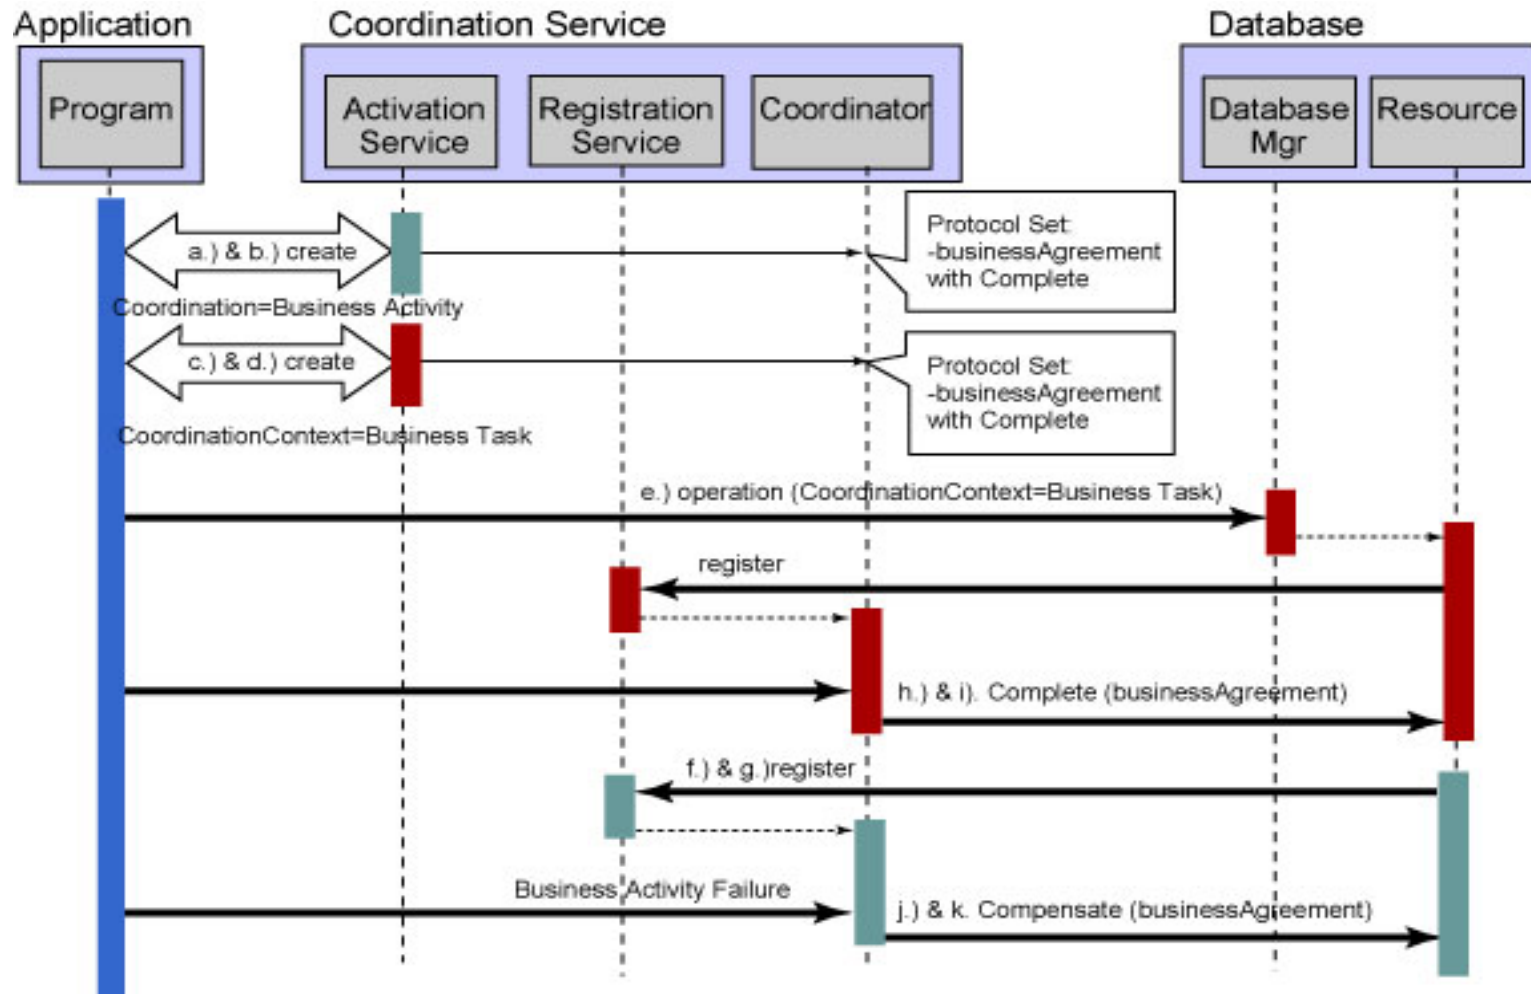 Application
Coordination Service
Database
Program
Activation
Service
Registration
Service
Coordinator
Database
Mgr
Resource
a.) & b.) create
Protocol Set:
-businessAgreement
with Complete
Coordination=Business Activity
c.) & d.) create
Protocol Set:
-businessAgreement
with Complete
CoordinationContext=Business Task
e.) operation (CoordinationContext=Business Task)
register
h.) & i). Complete (businessAgreement)
f.) & g.)register
Business Activity Failure
j.) & k. Compensate (businessAgreement)